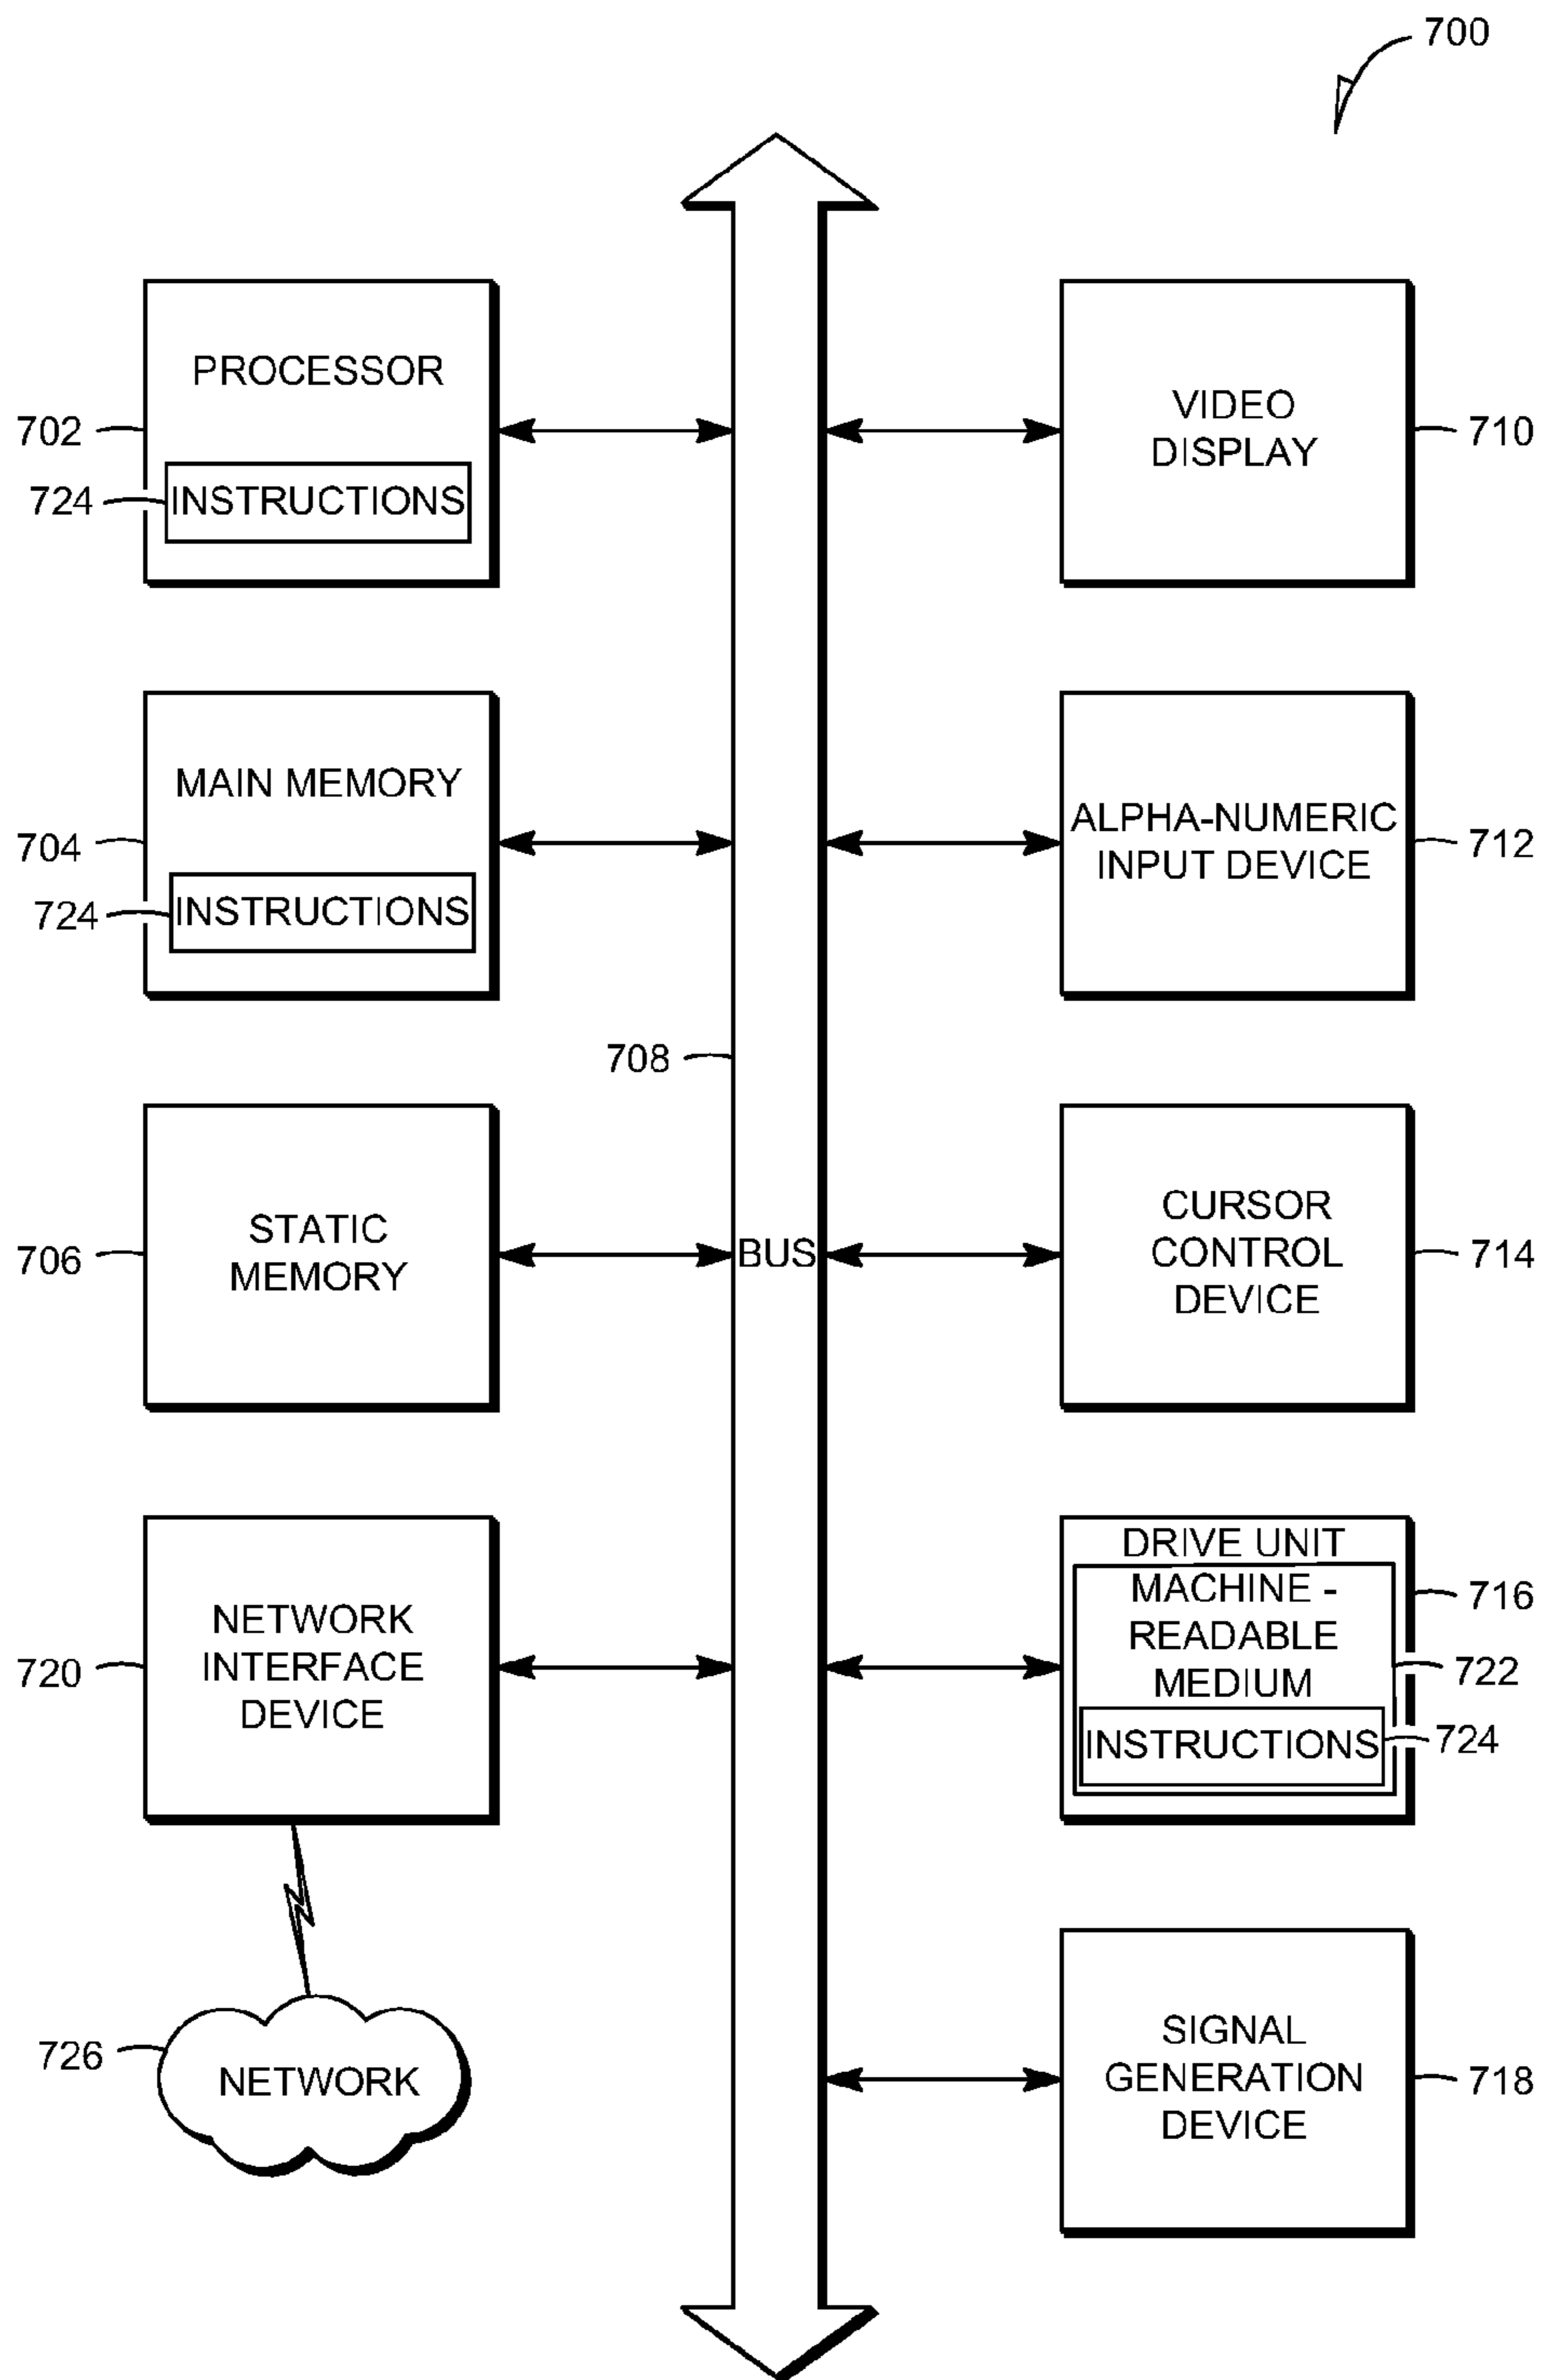 700
PROCESSOR
702
724
INSTRUCTIONS
VIDEO
DISPLAY
710
MAIN MEMORY
704
724
INSTRUCTIONS
ALPHA-NUMERIC
INPUT DEVICE
712
708
STATIC
MEMORY
706
BUS
CURSOR
CONTROL
DEVICE
714
NETWORK
INTERFACE
DEVICE
720
DRIVE UNIT
MACHINE -
READABLE
MEDIUM
716
722
INSTRUCTIONS
724
726
NETWORK
SIGNAL
GENERATION
DEVICE
718